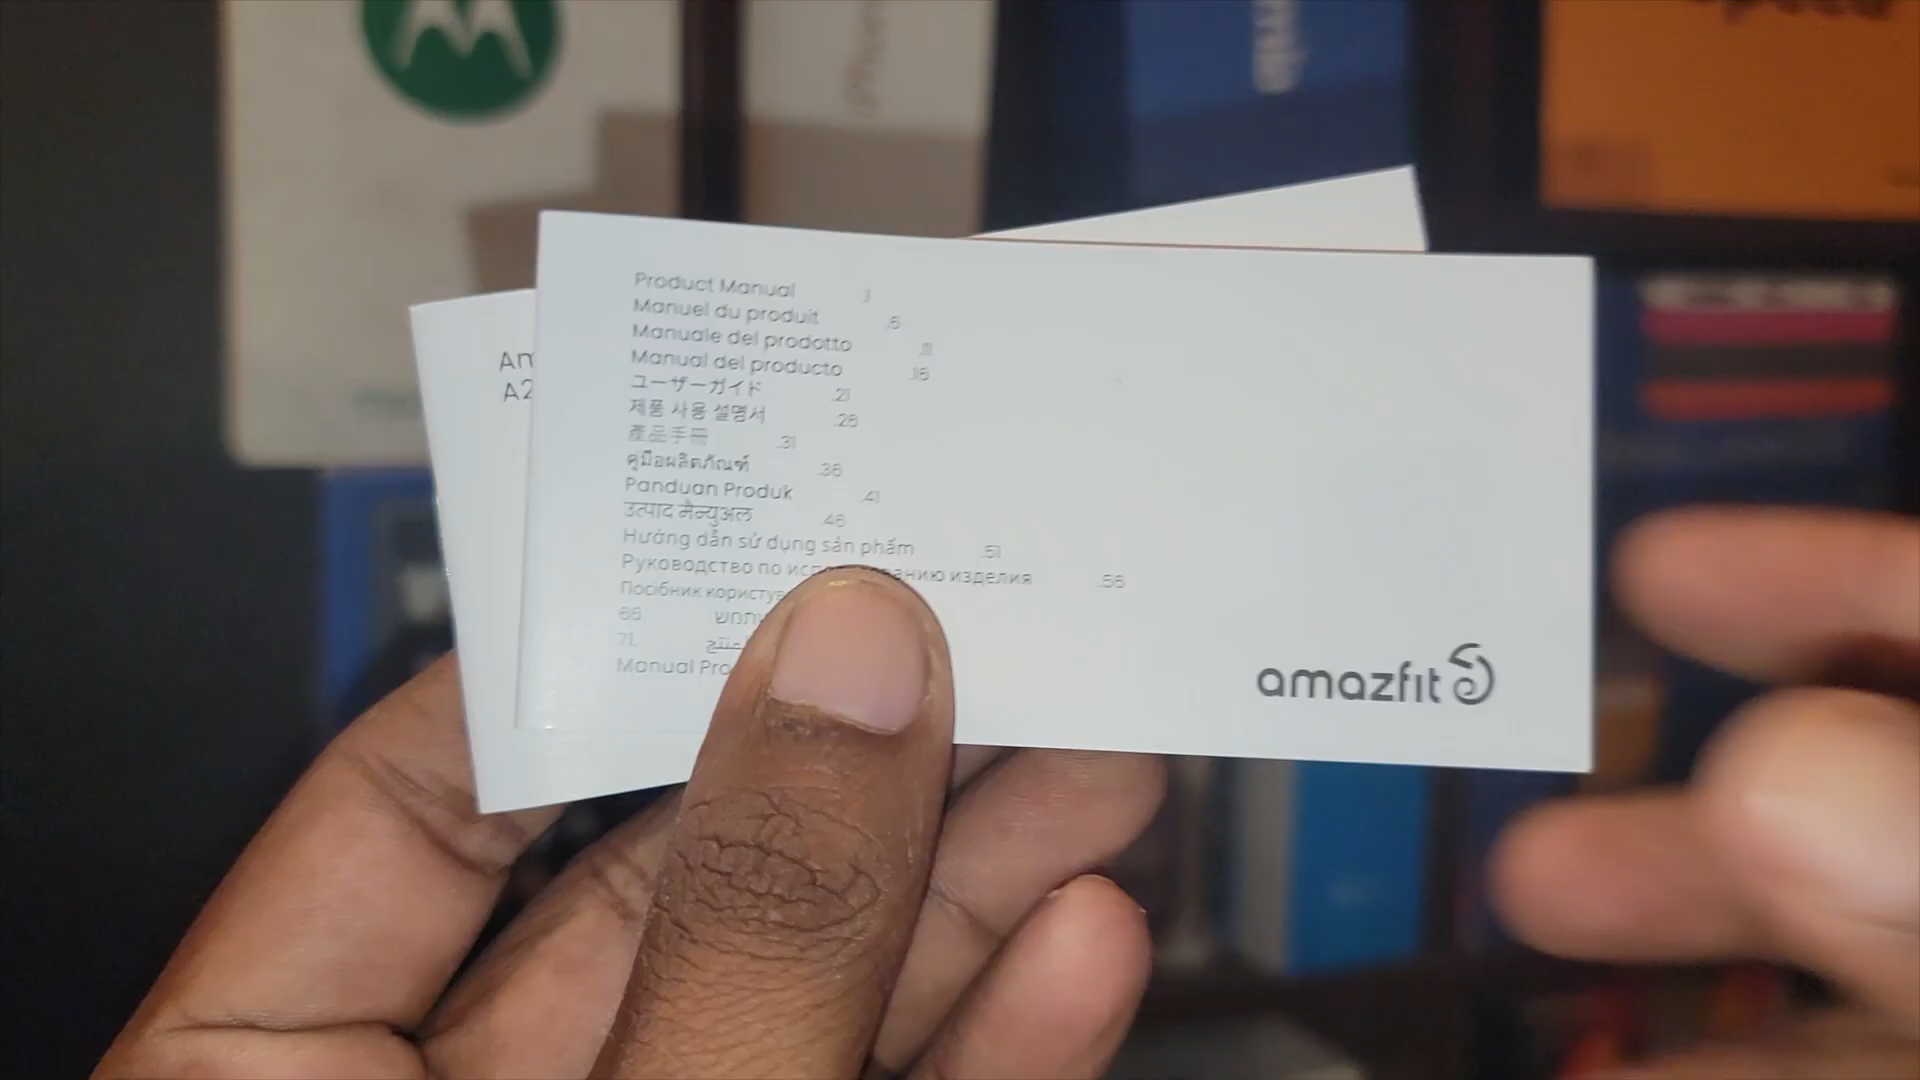 Product Manual .1
Manuel du produit .6
Manuale del prodotto .11
Manual del producto .16
ユーザーガイド .21
제품 사용 설명서 .26
產品手冊 .31
คู่มือผลิตภัณฑ์ .36
Panduan Produk .41
उत्पाद मैन्युअल .46
Hướng dẫn sử dụng sản phẩm .51
Руководство по изделия .56
Посібник
66.
71.
Manual
amazfit